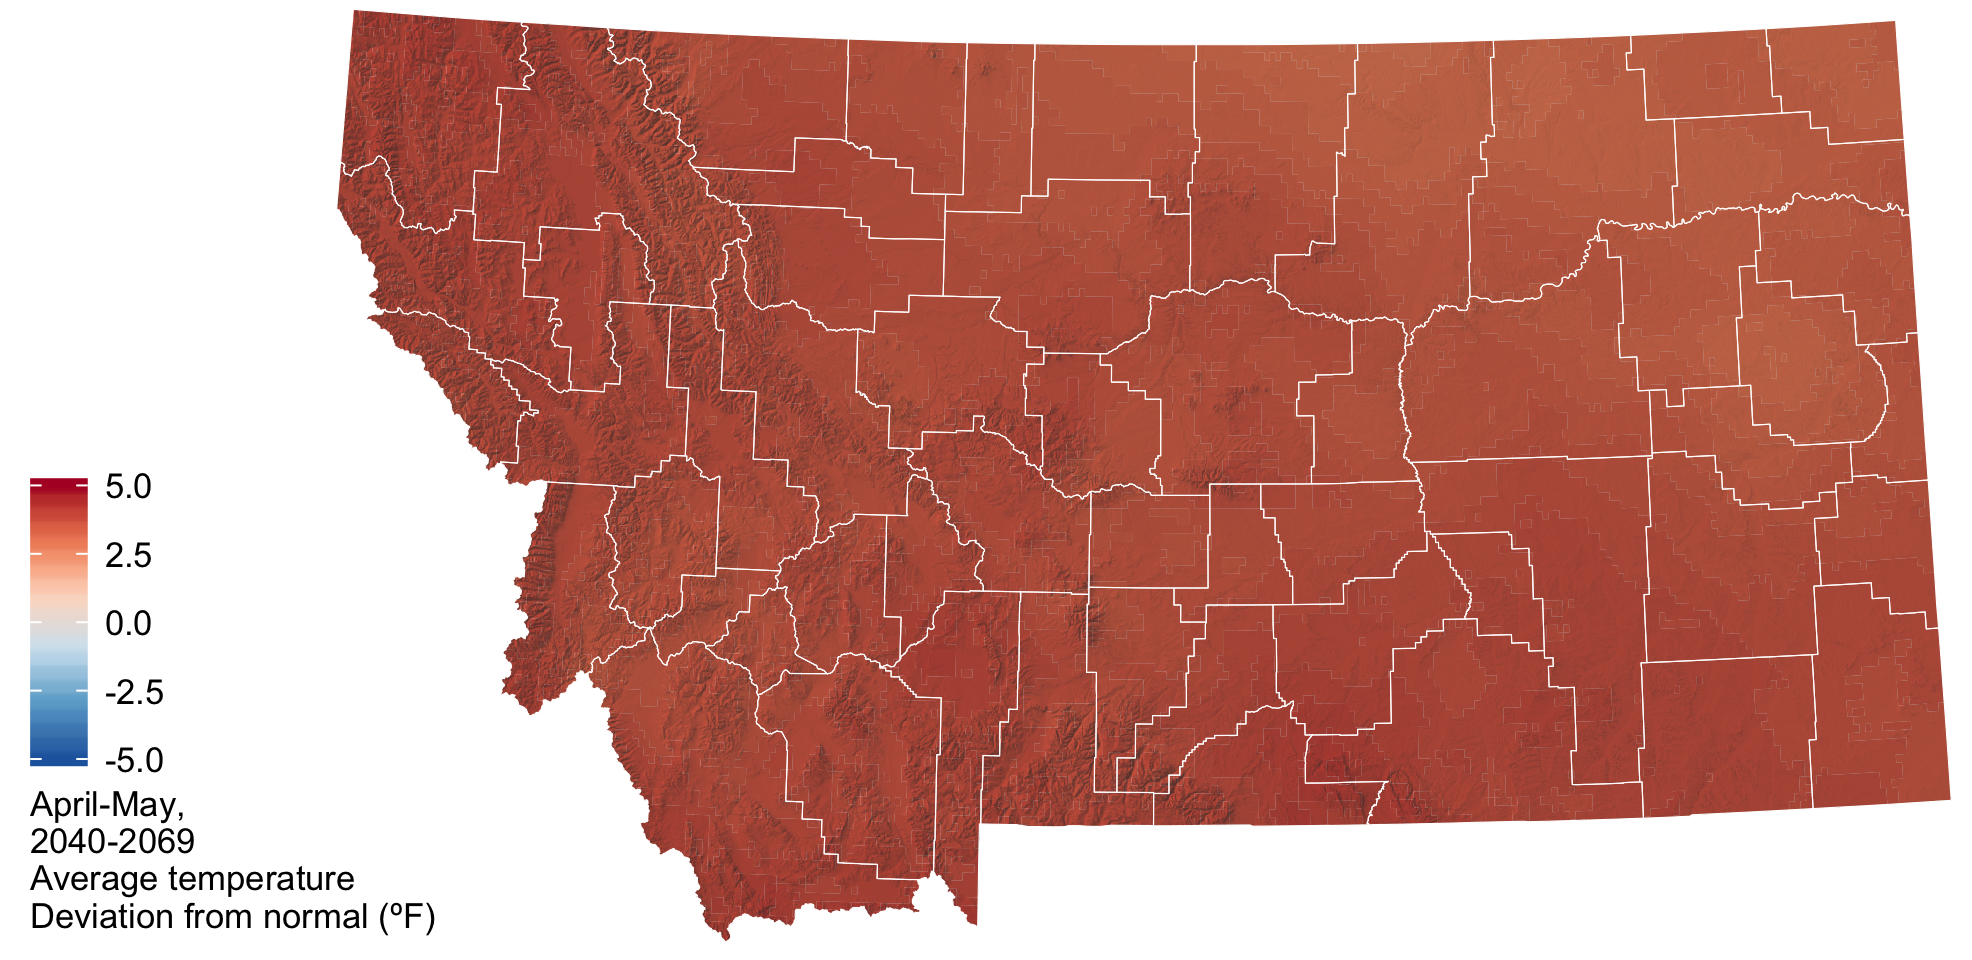 5.0
2.5
0.0
-2.5
-5.0
April-May,
2040-2069
Average temperature
Deviation from normal (ºF)